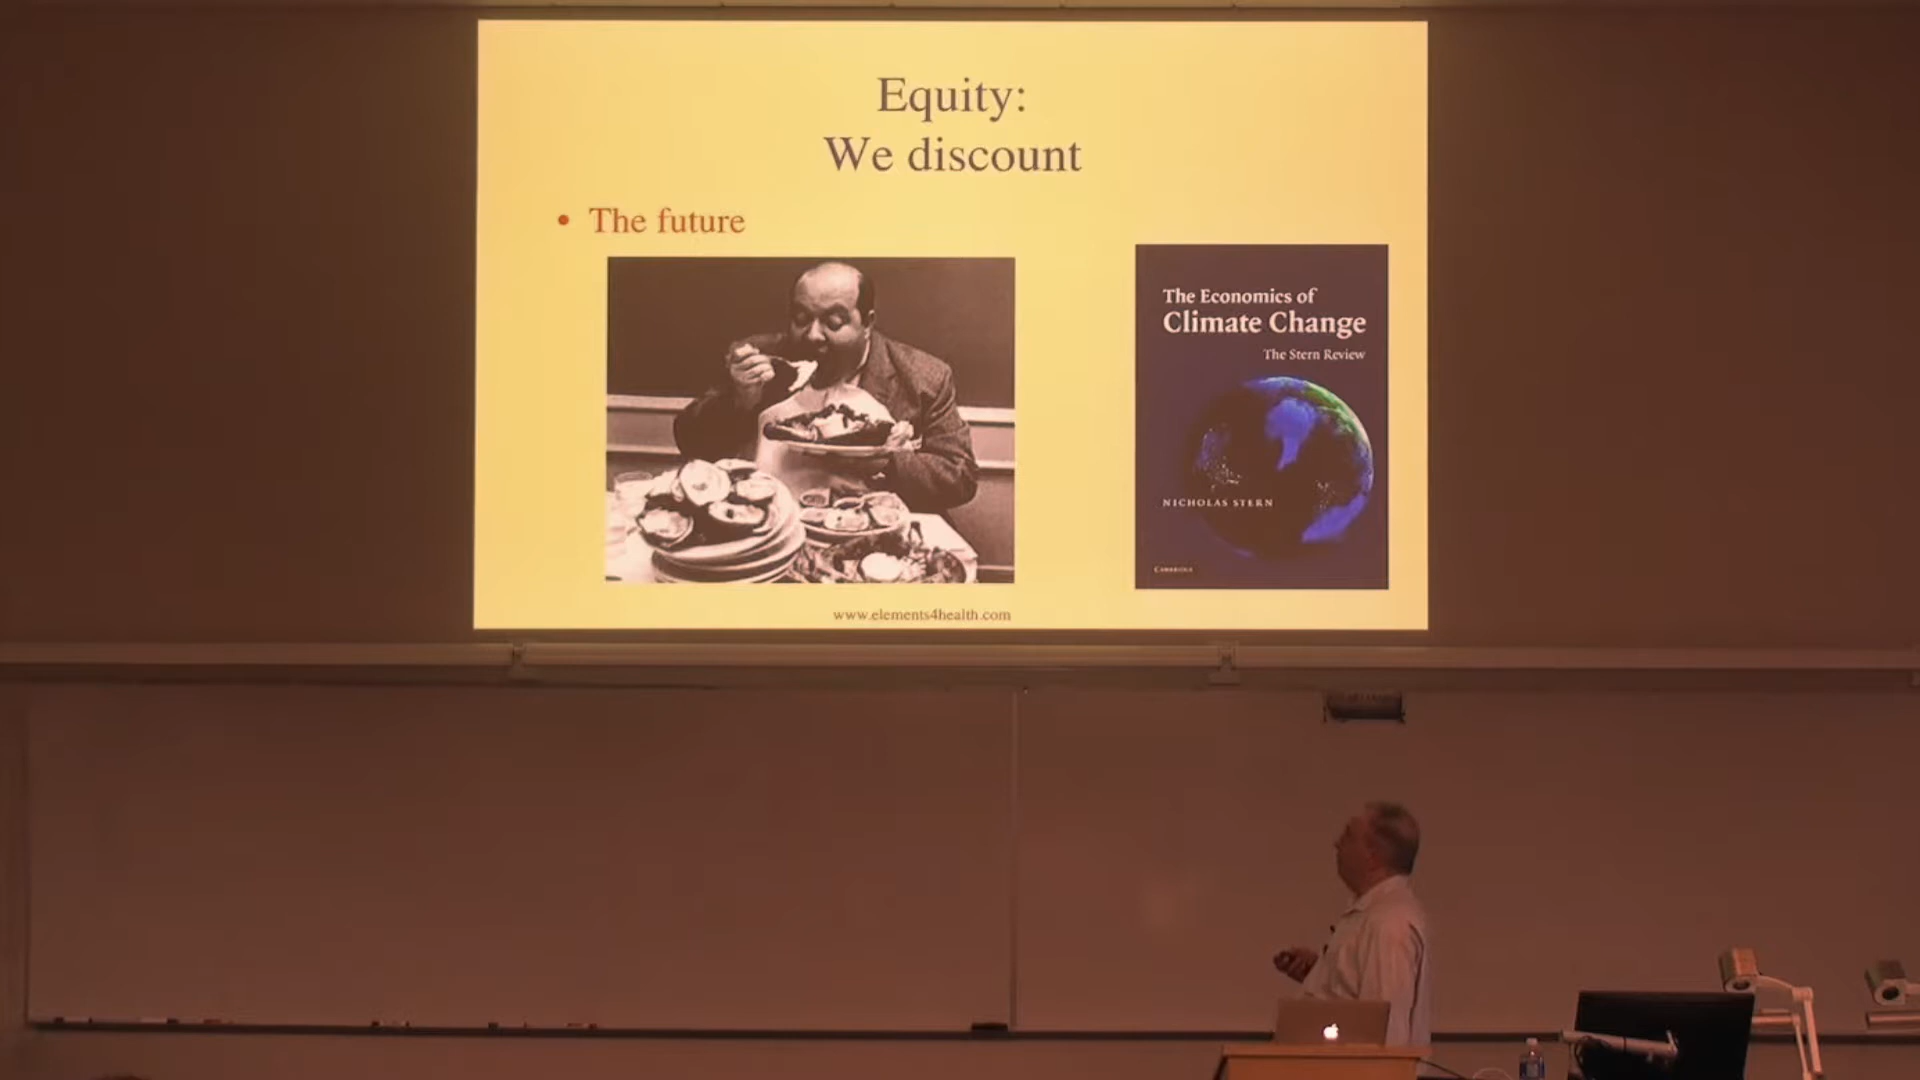 Equity:
We discount
• The future
The Economics of
Climate Change
The Stern Review
NICHOLAS STERN
CAMBRIDGE
www.elements4health.com